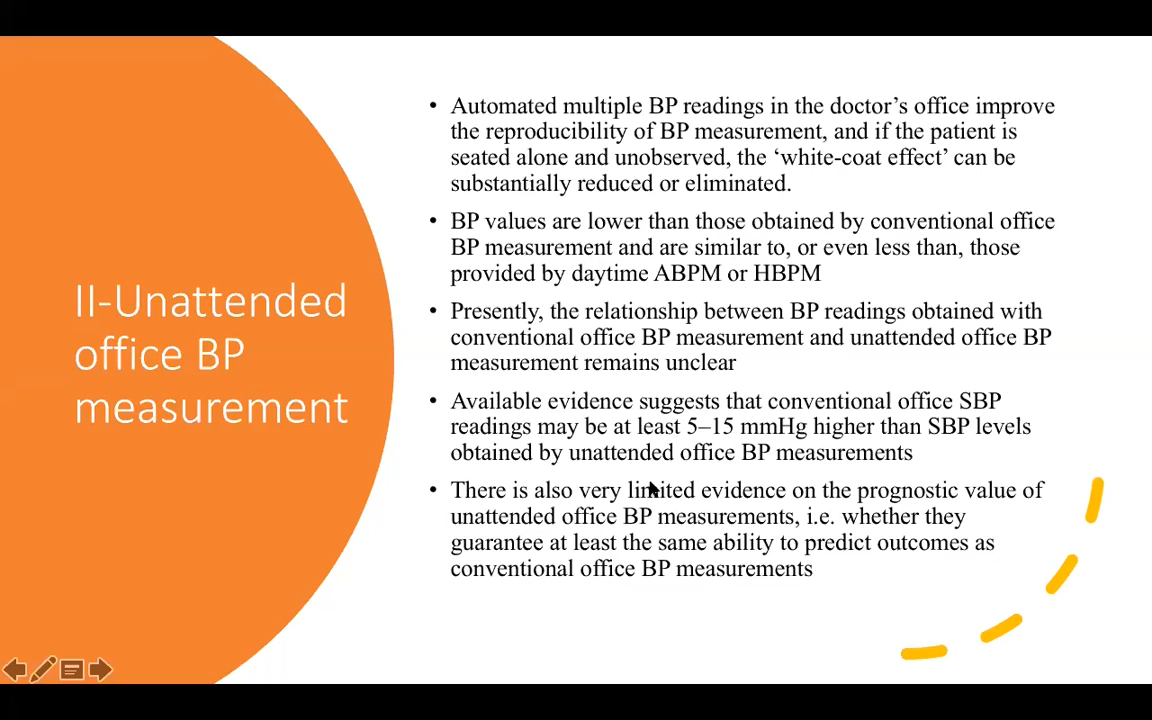 II-Unattended
office BP
measurement
• Automated multiple BP readings in the doctor’s office improve
the reproducibility of BP measurement, and if the patient is
seated alone and unobserved, the ‘white-coat effect’ can be
substantially reduced or eliminated.
• BP values are lower than those obtained by conventional office
BP measurement and are similar to, or even less than, those
provided by daytime ABPM or HBPM
• Presently, the relationship between BP readings obtained with
conventional office BP measurement and unattended office BP
measurement remains unclear
• Available evidence suggests that conventional office SBP
readings may be at least 5–15 mmHg higher than SBP levels
obtained by unattended office BP measurements
• There is also very limited evidence on the prognostic value of
unattended office BP measurements, i.e. whether they
guarantee at least the same ability to predict outcomes as
conventional office BP measurements